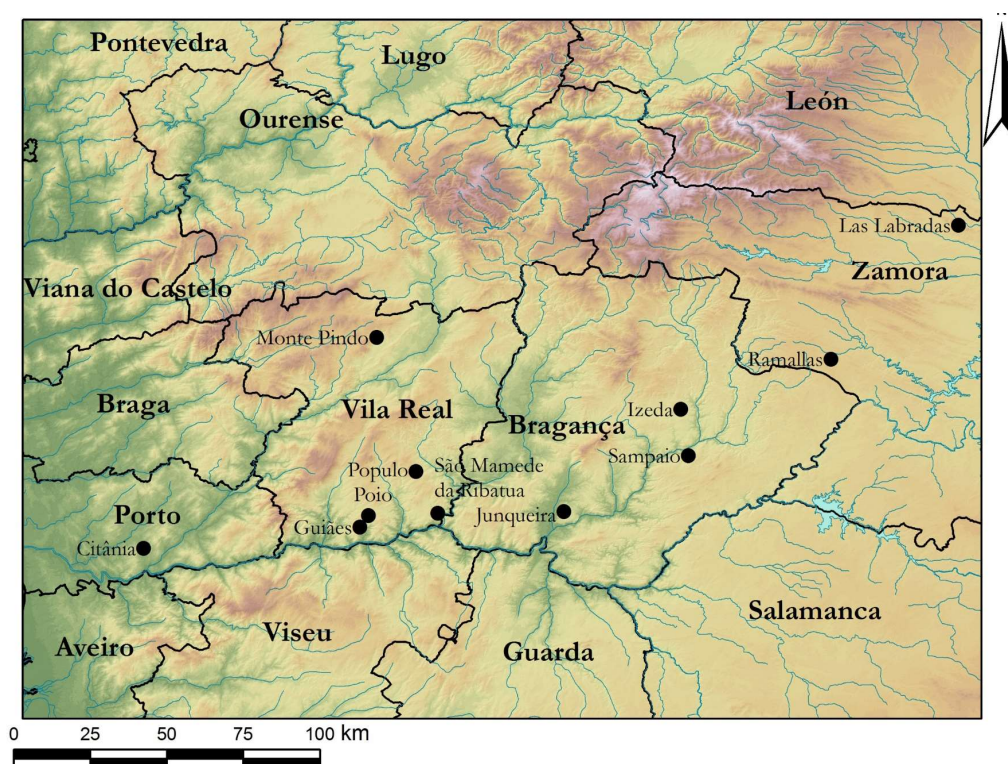 Pontevedra
Lugo
León
Ourense
Las Labradas
Zamora
Viana do Castelo
Monte Pindo
Ramallas
Braga
Vila Real
Izeda
Bragança
Sampaio
Populo
São Mamede
da Ribatua
Poio
Junqueira
Porto
Guiães
Citânia
Salamanca
Viseu
Aveiro
Guarda
0 25 50 75 100 km